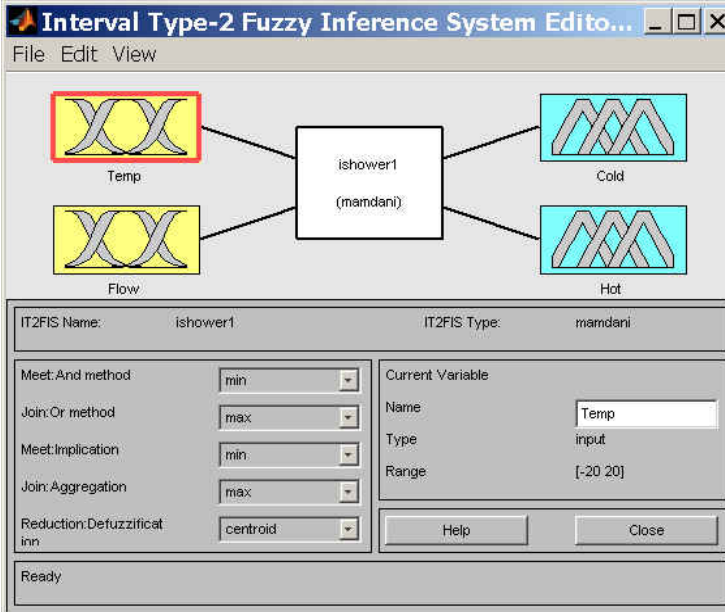 Interval Type-2 Fuzzy Inference System Edito...
File Edit View
Temp
Flow
ishower1
(mamdani)
Cold
Hot
IT2FIS Name: ishower1 IT2FIS Type: mamdani
Meet:And method min
Join:Or method max
Meet:Implication min
Join:Aggregation max
Reduction:Defuzzificat
ion
centroid
Current Variable
Name Temp
Type input
Range [-20 20]
Help Close
Ready